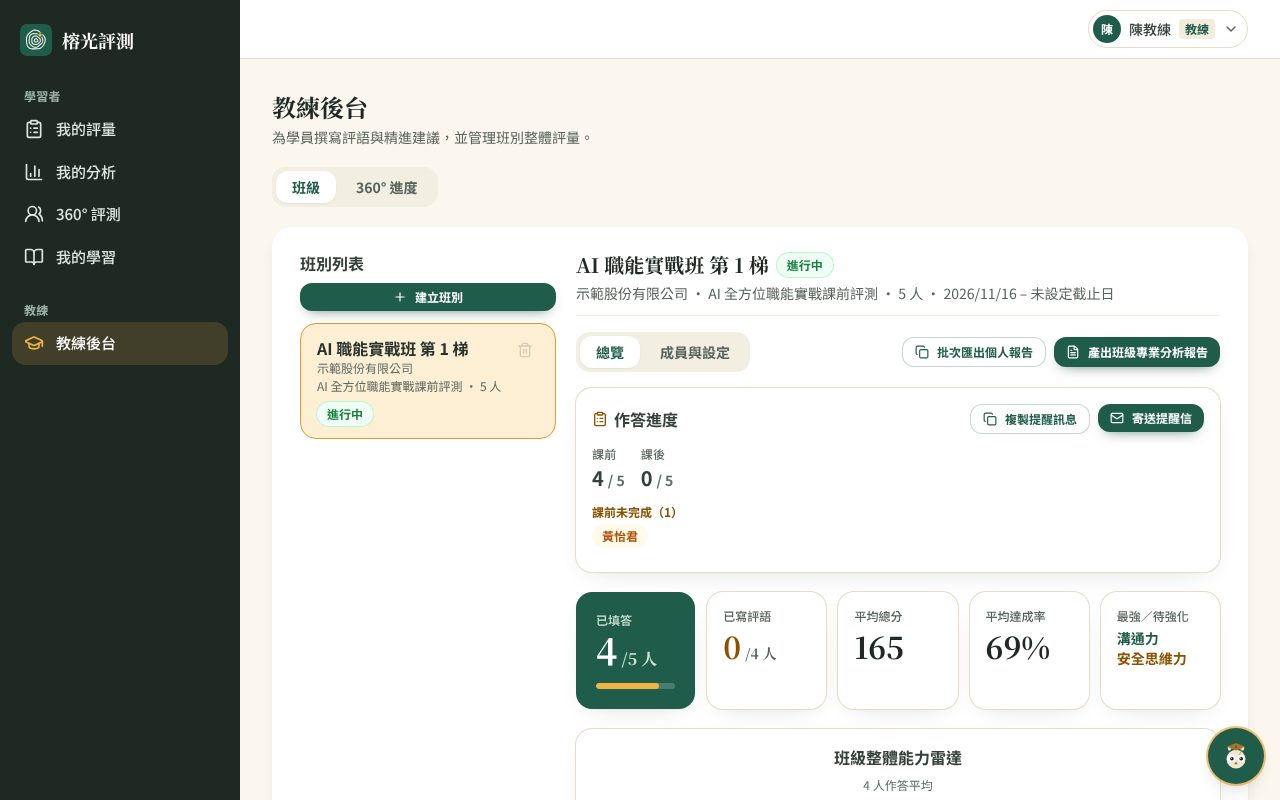 榕光評測
學習者
我的評量
我的分析
360° 評測
我的學習
教練
教練後台
陳 陳教練 教練
教練後台
為學員撰寫評語與精進建議，並管理班別整體評量。
班級 360° 進度
班別列表
建立班別
AI 職能實戰班 第 1 梯
示範股份有限公司
AI 全方位職能實戰課前評測 • 5 人
進行中
AI 職能實戰班 第 1 梯 進行中
示範股份有限公司 • AI 全方位職能實戰課前評測 • 5 人 • 2026/11/16 – 未設定截止日
總覽 成員與設定 批次匯出個人報告 產出班級專業分析報告
作答進度 複製提醒訊息 寄送提醒信
課前 課後
4 / 5 0 / 5
課前未完成（1）
黃怡君
已填答
4 /5 人
已寫評語
0 /4 人
平均總分
165
平均達成率
69%
最強／待強化
溝通力
安全思維力
班級整體能力雷達
4 人作答平均